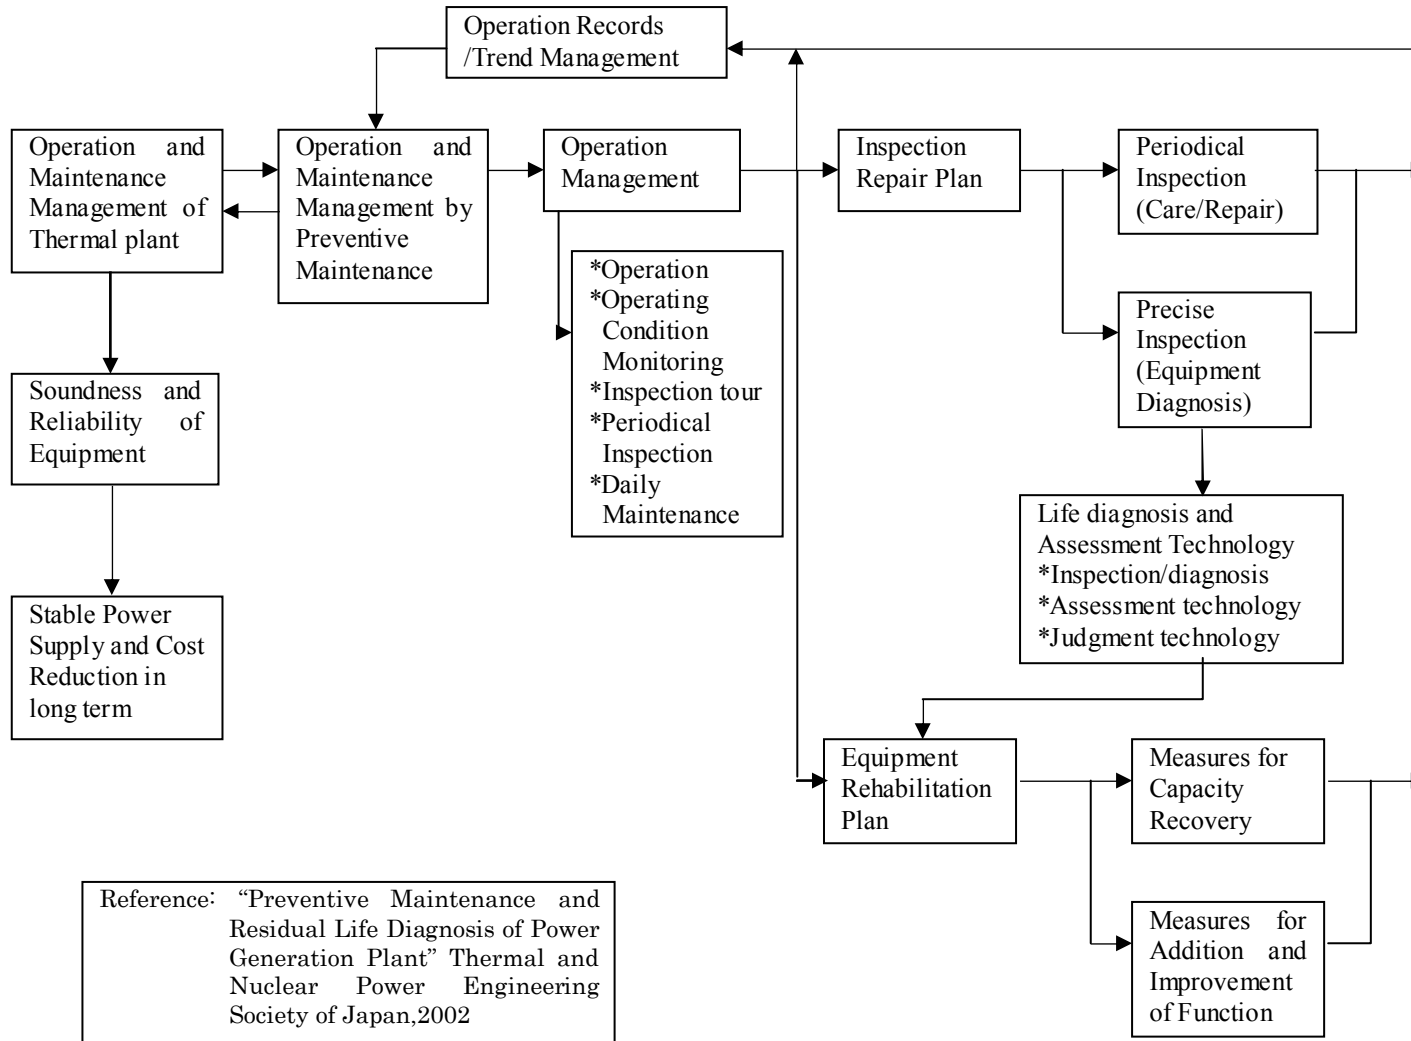 Operation Records
/Trend Management
Operation and
Maintenance
Management of
Thermal plant
Operation and
Maintenance
Management by
Preventive
Maintenance
Operation
Management
Inspection
Repair Plan
Periodical
Inspection
(Care/Repair)
*Operation
*Operating
Condition
Monitoring
*Inspection tour
*Periodical
Inspection
*Daily
Maintenance
Precise
Inspection
(Equipment
Diagnosis)
Soundness and
Reliability of
Equipment
Life diagnosis and
Assessment Technology
*Inspection/diagnosis
*Assessment technology
*Judgment technology
Stable Power
Supply and Cost
Reduction in
long term
Equipment
Rehabilitation
Plan
Measures for
Capacity
Recovery
Measures for
Addition and
Improvement
of Function
Reference: “Preventive Maintenance and
Residual Life Diagnosis of Power
Generation Plant” Thermal and
Nuclear Power Engineering
Society of Japan,2002